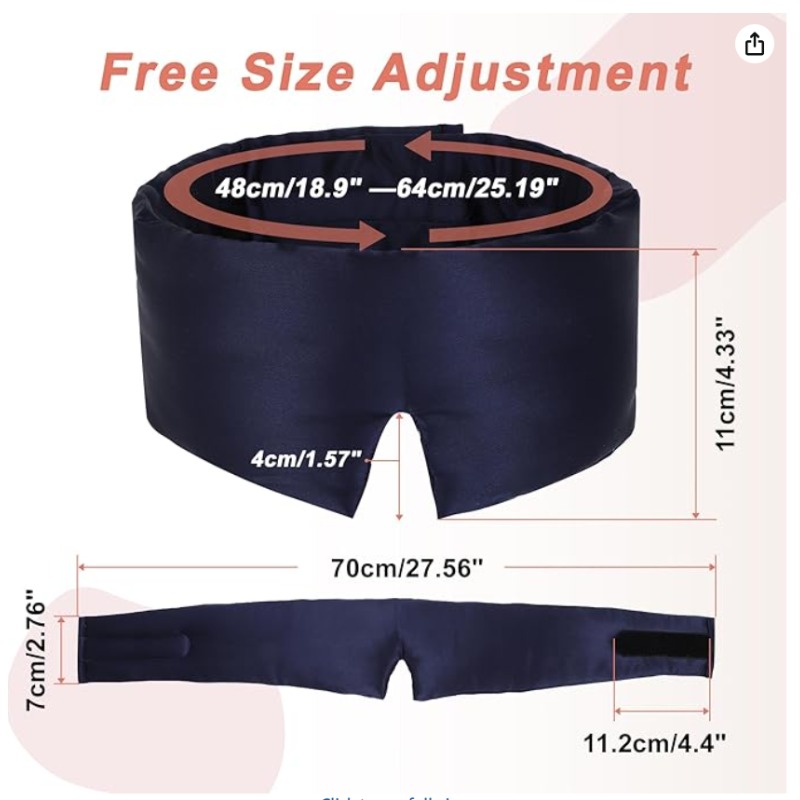 Free Size Adjustment
48cm/18.9" —64cm/25.19"
11cm/4.33"
4cm/1.57"
70cm/27.56"
7cm/2.76"
11.2cm/4.4"